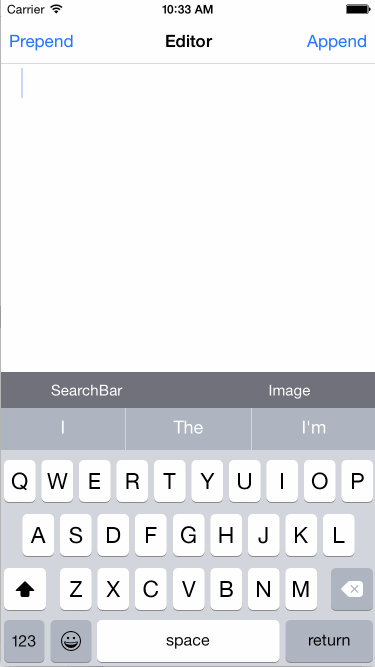 Carrier 10:33 AM
Prepend Editor Append
SearchBar Image
I The I'm
Q W E R T Y U I O P
A S D F G H J K L
Z X C V B N M
123 space return